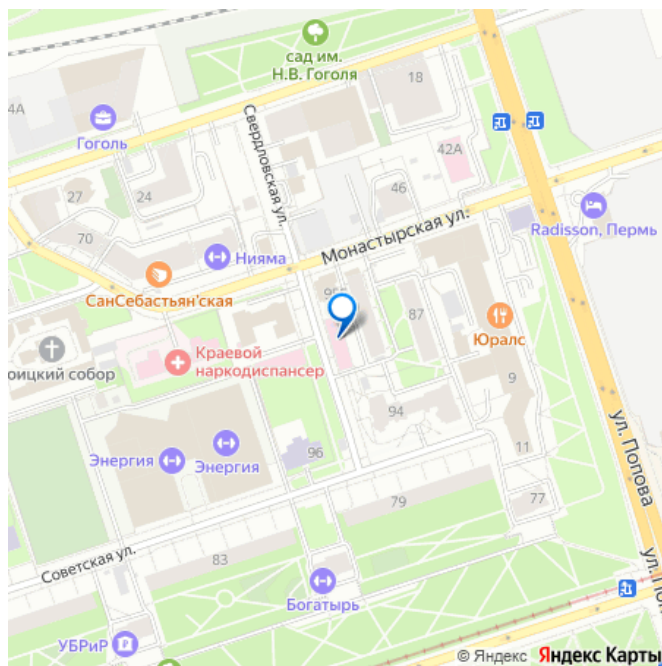 сад им.
Н.В. Гоголя
18
4А
Гоголь
Свердловская ул.
42А
27
24
46
70
Нияма
Монастырская ул.
Radisson, Пермь
СанСебастьян'ская
87
Юралс
роицкий собор
Краевой
наркодиспансер
9
94
ул. Попова
Энергия
Энергия
96
11
79
77
Советская ул.
83
Богатырь
УБРиР
© Яндекс Яндекс Карты